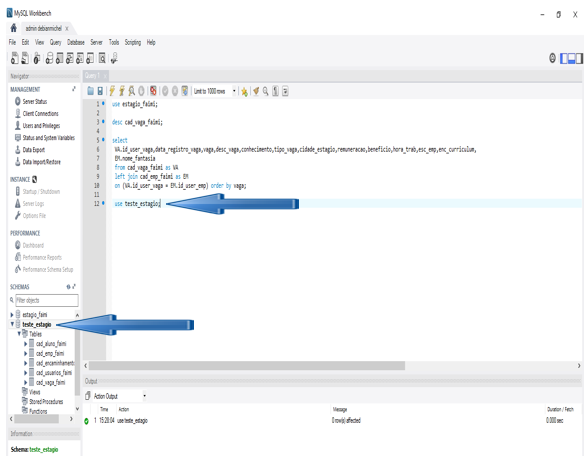 MySQL Workbench
admin debianmichel x
File Edit View Query Database Server Tools Scripting Help
Navigator
Query 1 x
MANAGEMENT
Server Status
Client Connections
Users and Privileges
Status and System Variables
Data Export
Data Import/Restore
INSTANCE
Startup / Shutdown
Server Logs
Options File
PERFORMANCE
Dashboard
Performance Reports
Performance Schema Setup
SCHEMAS
Filter objects
estagio_faimi
teste_estagio
Tables
cad_aluno_faimi
cad_emp_faimi
cad_encaminhament
cad_usuarios_faimi
cad_vaga_faimi
Views
Stored Procedures
Functions
Information
Schema: teste_estagio
Limit to 1000 rows
1 use estagio_faimi;
2
3 desc cad_vaga_faimi;
4
5 select
6 VA.id_user_vaga,data_registro_vaga,vaga,desc_vaga,conhecimento,tipo_vaga,cidade_estagio,remuneracao,beneficio,hora_trab,esc_emp,enc_curriculum,
7 EM.nome_fantasia
8 from cad_vaga_faimi as VA
9 left join cad_emp_faimi as EM
10 on (VA.id_user_vaga = EM.id_user_emp) order by vaga;
11
12 use teste_estagio;
Output
Action Output
Time Action Message Duration / Fetch
1 15:28:04 use teste_estagio 0 row(s) affected 0.000 sec